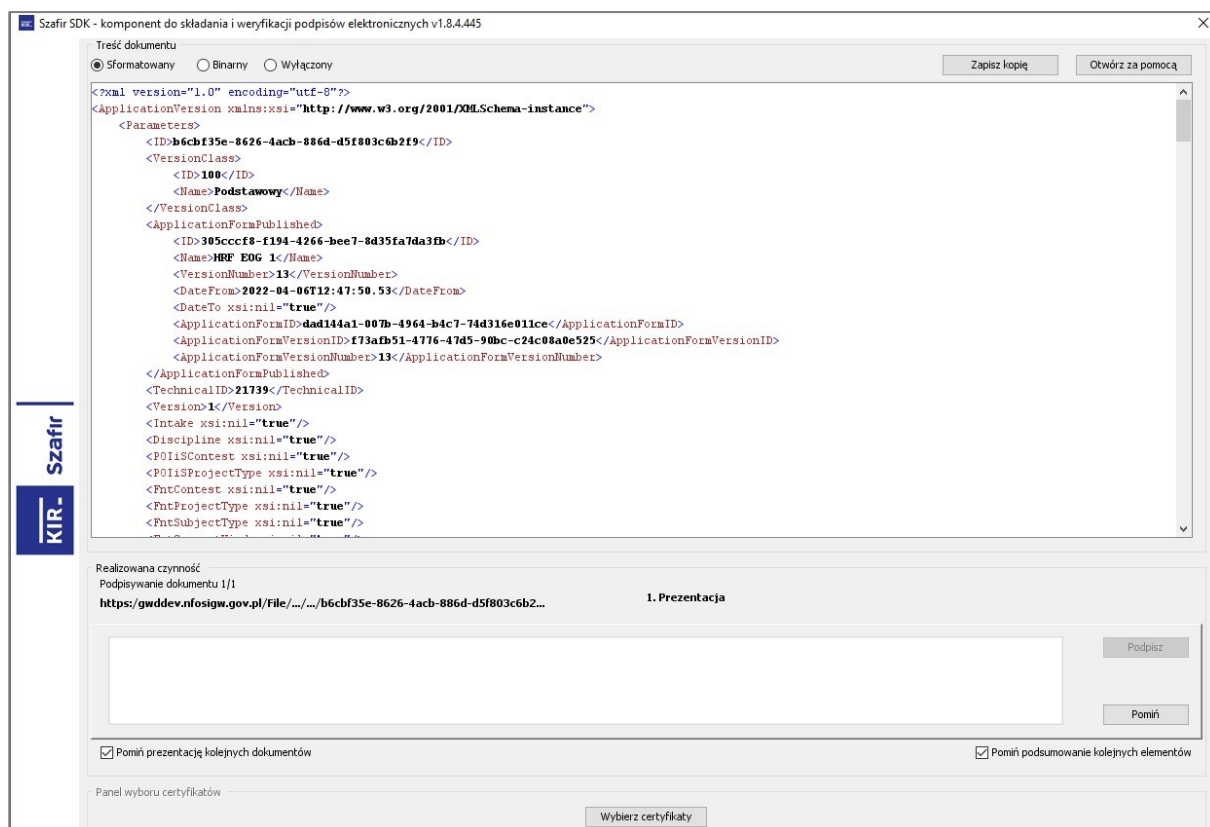 Szafir SDK - komponent do składania i weryfikacji podpisów elektronicznych v1.8.4.445
Treść dokumentu
Sformatowany Binarny Wyłączony Zapisz kopię Otwórz za pomocą
<?xml version="1.0" encoding="utf-8"?>
<ApplicationVersion xmlns:xsi="http://www.w3.org/2001/XMLSchema-instance">
<Parameters>
<ID>b6cbf35e-8626-4acb-886d-d5f803c6b2f9</ID>
<VersionClass>
<ID>100</ID>
<Name>Podstawowy</Name>
</VersionClass>
<ApplicationFormPublished>
<ID>305cccf8-f194-4266-bee7-8d35fa7da3fb</ID>
<Name>HRF EOG 1</Name>
<VersionNumber>13</VersionNumber>
<DateFrom>2022-04-06T12:47:50.53</DateFrom>
<DateTo xsi:nil="true"/>
<ApplicationFormID>dad144a1-007b-4964-b4c7-74d316e011ce</ApplicationFormID>
<ApplicationFormVersionID>f73afb51-4776-47d5-90bc-c24c08a0e525</ApplicationFormVersionID>
<ApplicationFormVersionNumber>13</ApplicationFormVersionNumber>
</ApplicationFormPublished>
<TechnicalID>21739</TechnicalID>
<Version>1</Version>
<Intake xsi:nil="true"/>
<Discipline xsi:nil="true"/>
<POIiSContest xsi:nil="true"/>
<POIiSProjectType xsi:nil="true"/>
<FntContest xsi:nil="true"/>
<FntProjectType xsi:nil="true"/>
<FntSubjectType xsi:nil="true"/>
KIR. Szafir
Realizowana czynność
Podpisywanie dokumentu 1/1
https:/gwddev.nfosigw.gov.pl/File/.../.../b6cbf35e-8626-4acb-886d-d5f803c6b2... 1. Prezentacja
Podpisz
Pomiń
Pomiń prezentację kolejnych dokumentów Pomiń podsumowanie kolejnych elementów
Panel wyboru certyfikatów
Wybierz certyfikaty